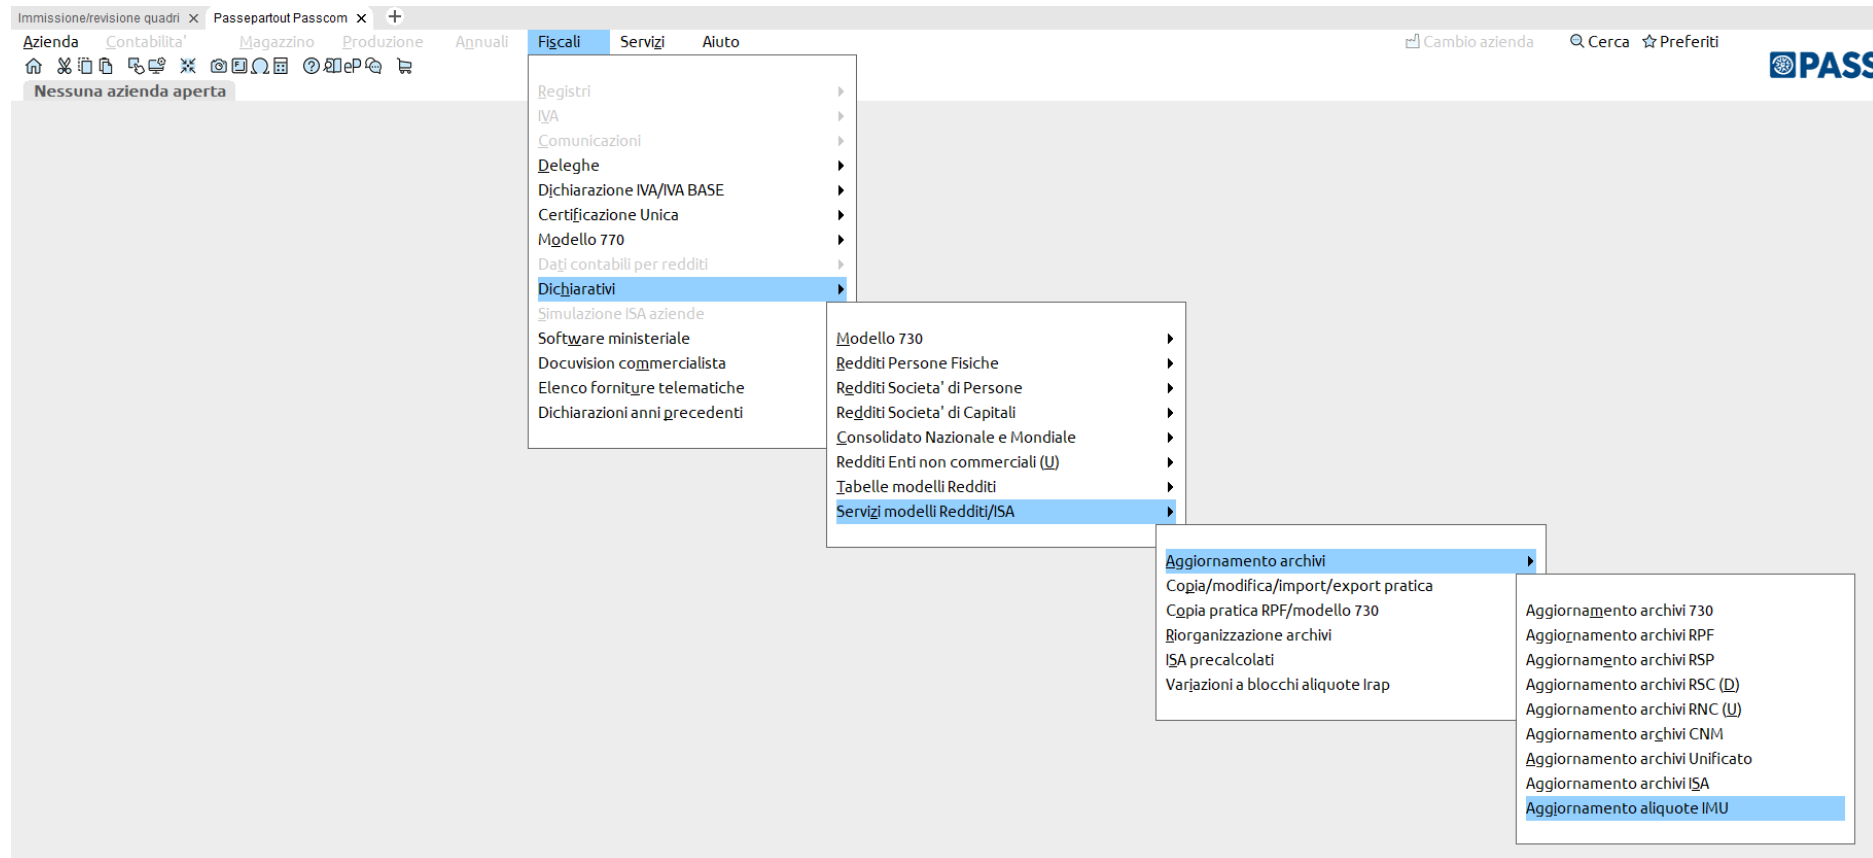 Immissione/revisione quadri
Passepartout Passcom
Azienda Contabilita' Magazzino Produzione Annuali Fiscali Servizi Aiuto
Cambio azienda Cerca Preferiti
eP
PASS
Nessuna azienda aperta
Registri
IVA
Comunicazioni
Deleghe
Dichiarazione IVA/IVA BASE
Certificazione Unica
Modello 770
Dati contabili per redditi
Dichiarativi
Simulazione ISA aziende
Software ministeriale
Docuvision commercialista
Elenco forniture telematiche
Dichiarazioni anni precedenti
Modello 730
Redditi Persone Fisiche
Redditi Societa' di Persone
Redditi Societa' di Capitali
Consolidato Nazionale e Mondiale
Redditi Enti non commerciali (U)
Tabelle modelli Redditi
Servizi modelli Redditi/ISA
Aggiornamento archivi
Copia/modifica/import/export pratica
Copia pratica RPF/modello 730
Riorganizzazione archivi
ISA precalcolati
Variazioni a blocchi aliquote Irap
Aggiornamento archivi 730
Aggiornamento archivi RPF
Aggiornamento archivi RSP
Aggiornamento archivi RSC (D)
Aggiornamento archivi RNC (U)
Aggiornamento archivi CNM
Aggiornamento archivi Unificato
Aggiornamento archivi ISA
Aggiornamento aliquote IMU